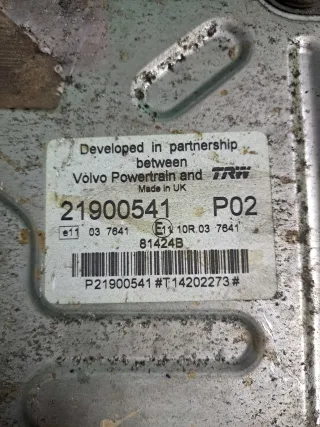 Developed in partnership
between
Volvo Powertrain and TRW
Made in UK
21900541 P02
e11 03 7641 E11 10R.03 7641
81424B
P21900541#T14202273#